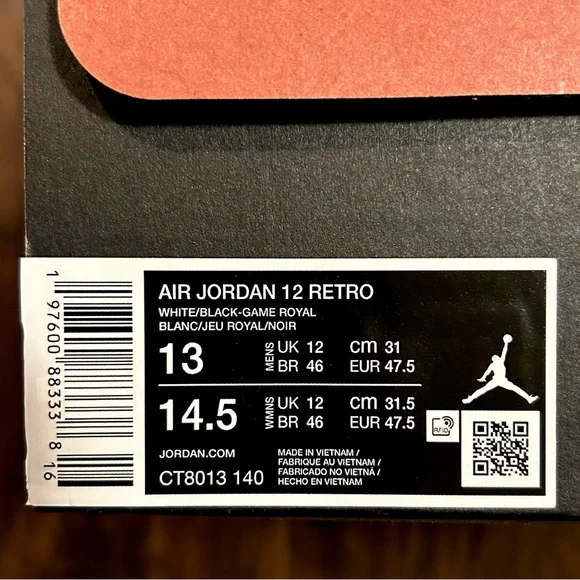 1 97600 88333 8 16
AIR JORDAN 12 RETRO
WHITE/BLACK-GAME ROYAL
BLANC/JEU ROYAL/NOIR
13 MENS UK 12 CM 31
BR 46 EUR 47.5
14.5 WMNS UK 12 CM 31.5
BR 46 EUR 47.5
RFID
JORDAN.COM
CT8013 140
MADE IN VIETNAM /
FABRIQUÉ AU VIETNAM /
FABRICADO NO VIETNÃ /
HECHO EN VIETNAM